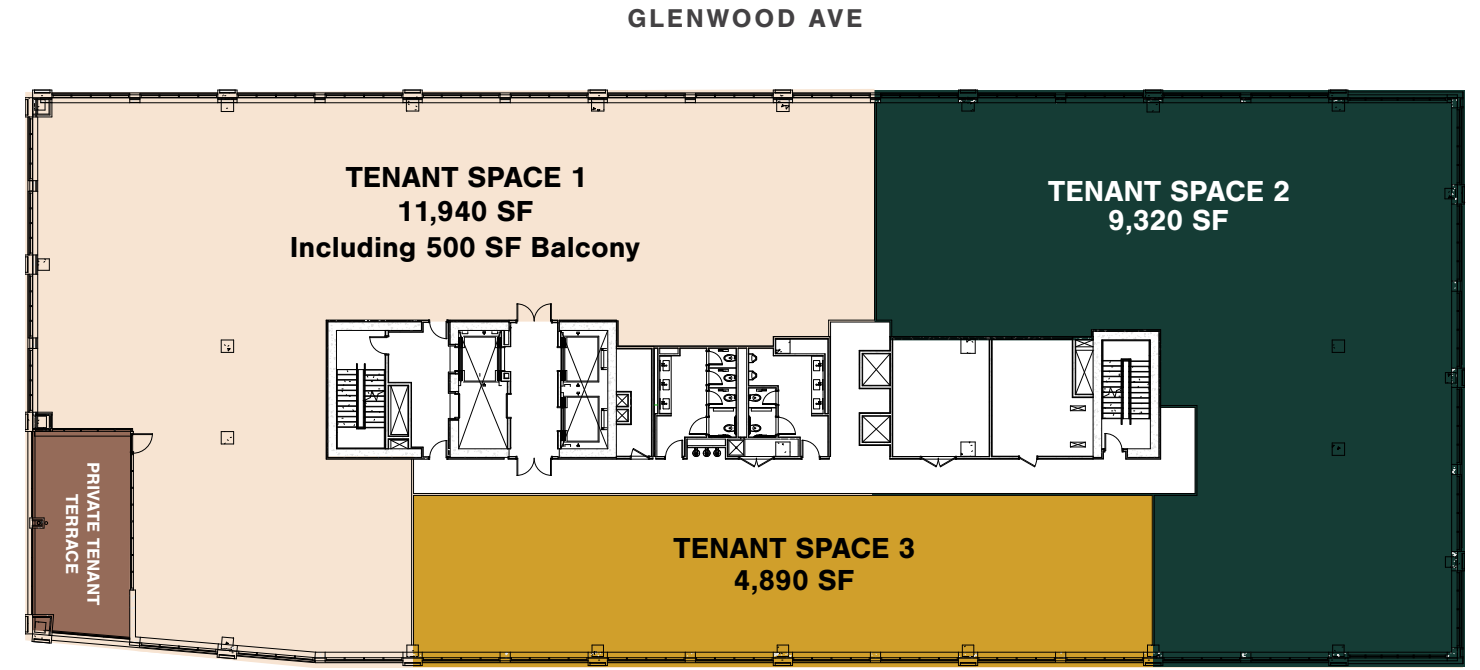 GLENWOOD AVE
TENANT SPACE 1
11,940 SF
Including 500 SF Balcony
TENANT SPACE 2
9,320 SF
PRIVATE TENANT
TERRACE
TENANT SPACE 3
4,890 SF